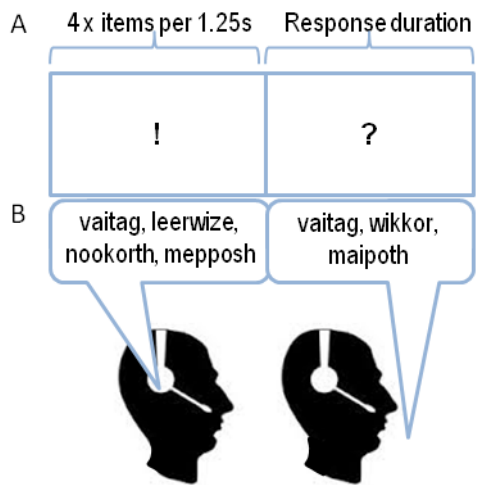 A
4 x items per 1.25s
Response duration
!
?
B
vaitag, leerwize,
nookorth, mepposh
vaitag, wikkor,
maipoth